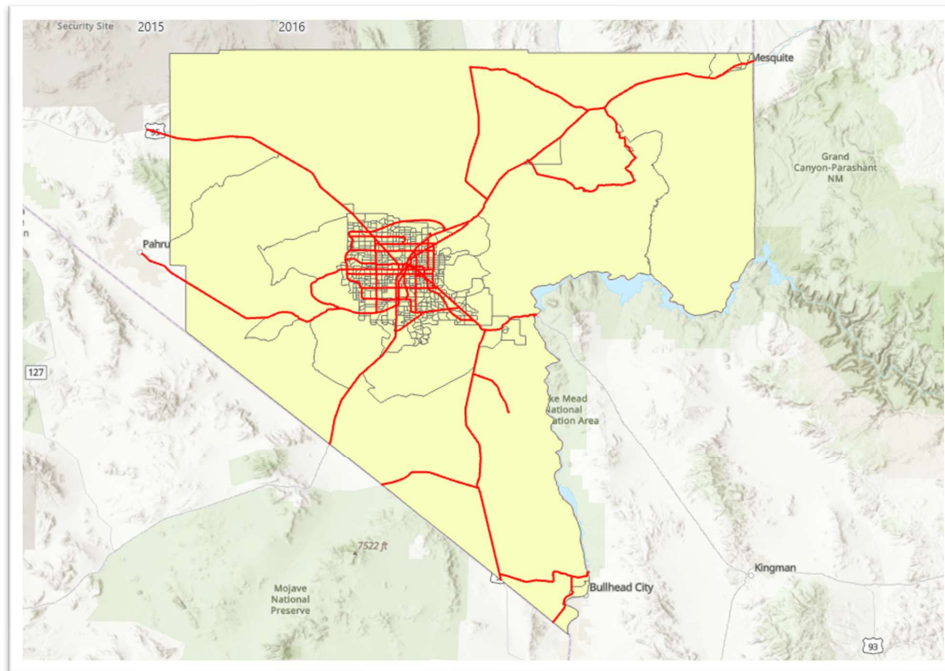 Security Site
2015
2016
Mesquite
95
Grand
Canyon-Parashant
NM
Pahru
127
ke Mead
ational
ation Area
7522 ft
Mojave
National
Preserve
Bullhead City
Kingman
93